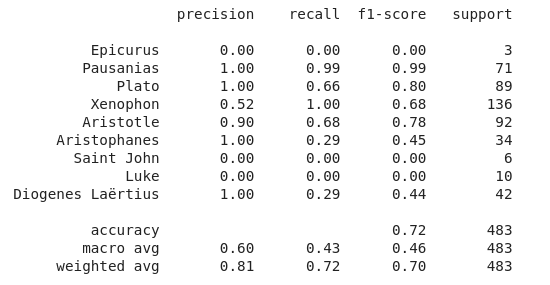 precision recall f1-score support
Epicurus 0.00 0.00 0.00 3
Pausanias 1.00 0.99 0.99 71
Plato 1.00 0.66 0.80 89
Xenophon 0.52 1.00 0.68 136
Aristotle 0.90 0.68 0.78 92
Aristophanes 1.00 0.29 0.45 34
Saint John 0.00 0.00 0.00 6
Luke 0.00 0.00 0.00 10
Diogenes Laërtius 1.00 0.29 0.44 42
accuracy 0.72 483
macro avg 0.60 0.43 0.46 483
weighted avg 0.81 0.72 0.70 483